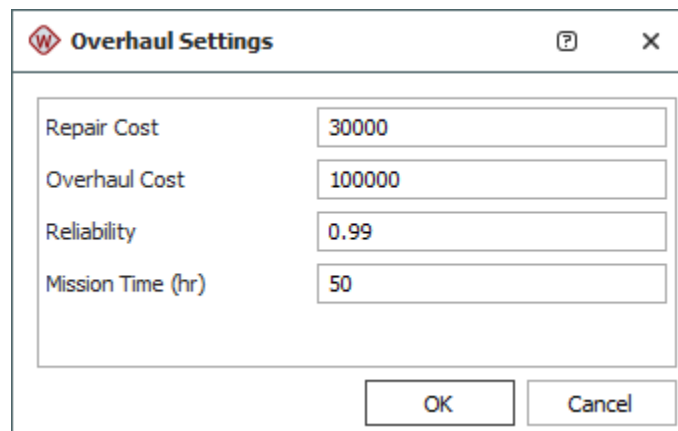 W Overhaul Settings ?
Repair Cost 30000
Overhaul Cost 100000
Reliability 0.99
Mission Time (hr) 50
OK Cancel